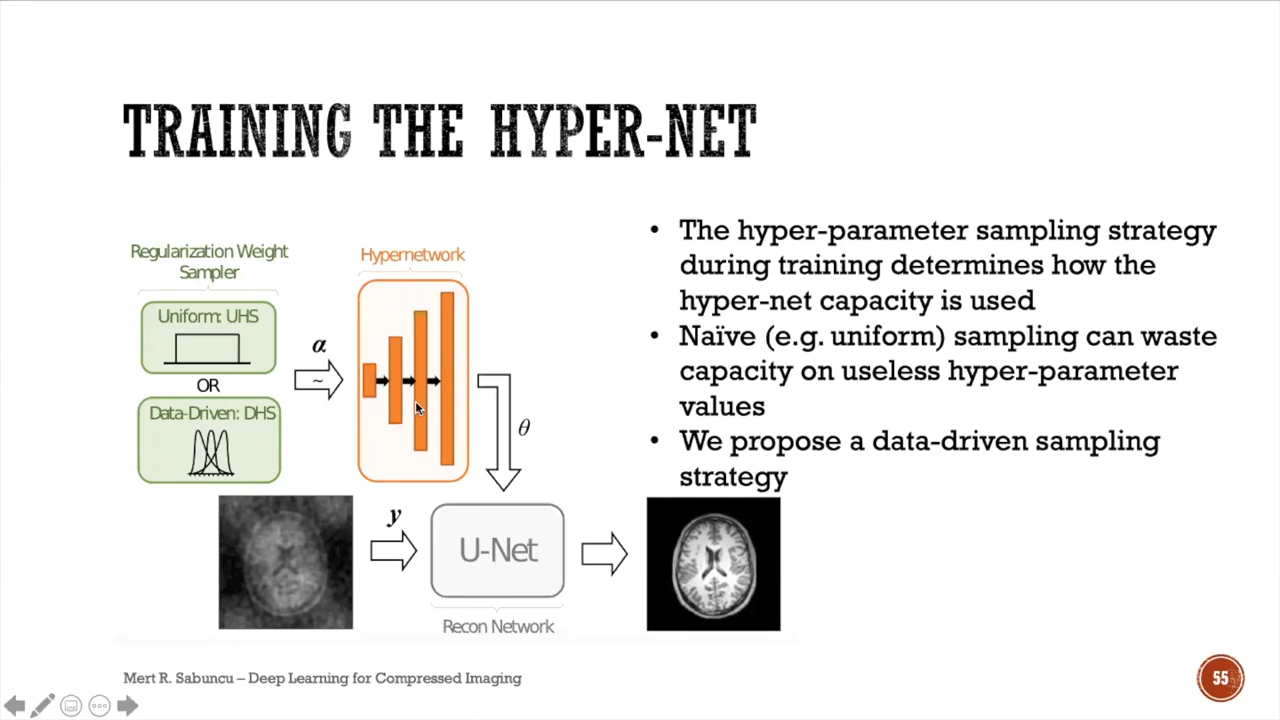 TRAINING THE HYPER-NET
Regularization Weight
Sampler
Uniform: UHS
OR
Data-Driven: DHS
α
~
Hypernetwork
θ
y
U-Net
Recon Network
• The hyper-parameter sampling strategy
during training determines how the
hyper-net capacity is used
• Naïve (e.g. uniform) sampling can waste
capacity on useless hyper-parameter
values
• We propose a data-driven sampling
strategy
Mert R. Sabuncu – Deep Learning for Compressed Imaging
55